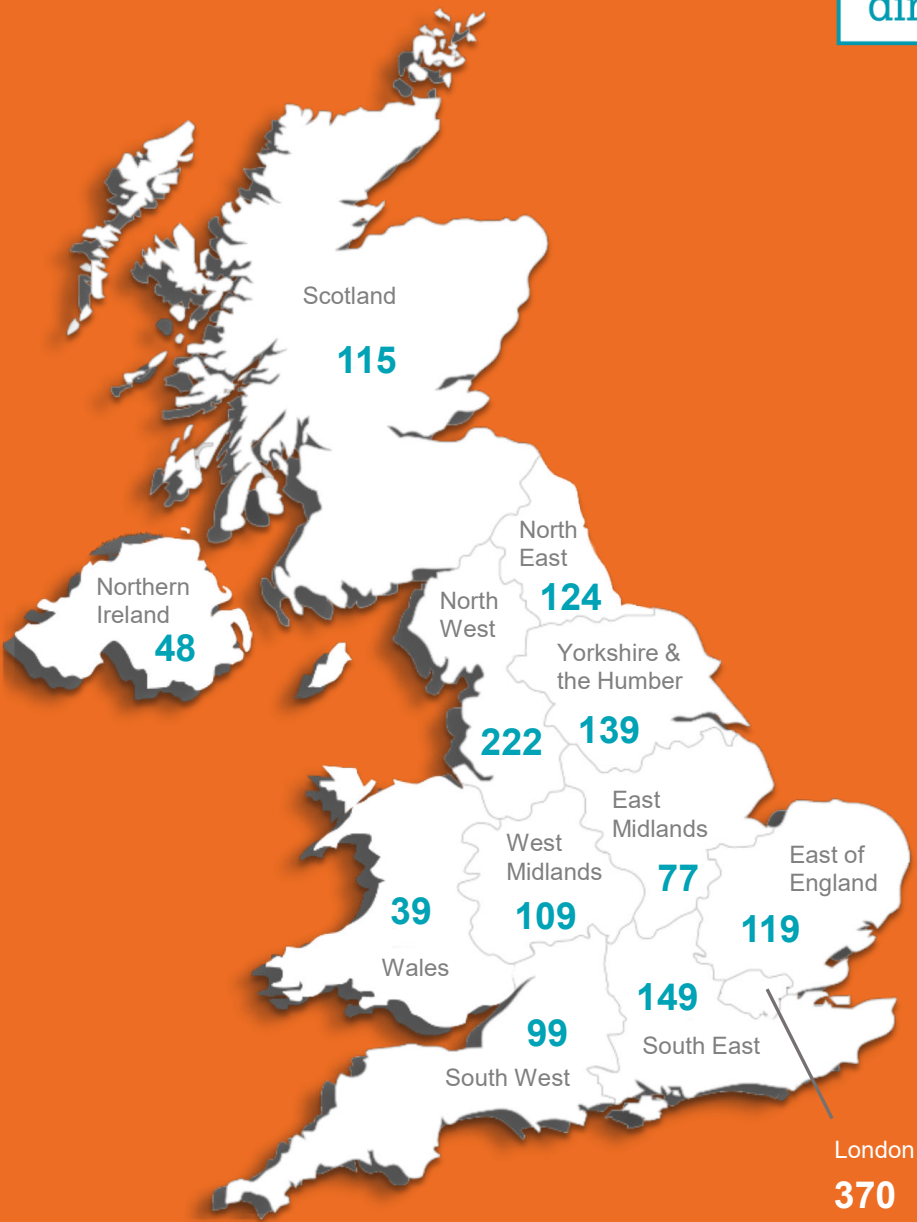 Scotland
115
North
East
124
Northern
Ireland
48
North
West
222
Yorkshire &
the Humber
139
East
Midlands
77
West
Midlands
109
East of
England
119
39
Wales
149
South East
99
South West
London
370